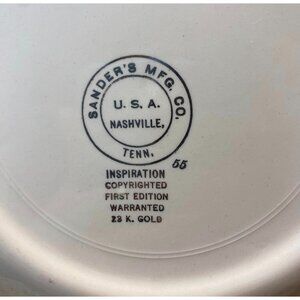 SANDER'S MFG. CO.
U. S. A.
NASHVILLE,
TENN.
55
INSPIRATION
COPYRIGHTED
FIRST EDITION
WARRANTED
23 K. GOLD